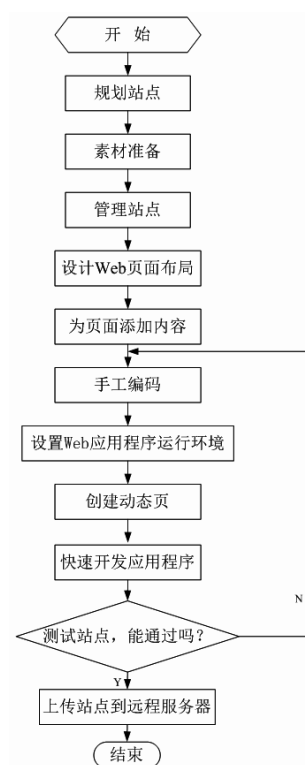 开 始
规划站点
素材准备
管理站点
设计Web页面布局
为页面添加内容
手工编码
设置Web应用程序运行环境
创建动态页
快速开发应用程序
N
测试站点，能通过吗？
Y
上传站点到远程服务器
结束